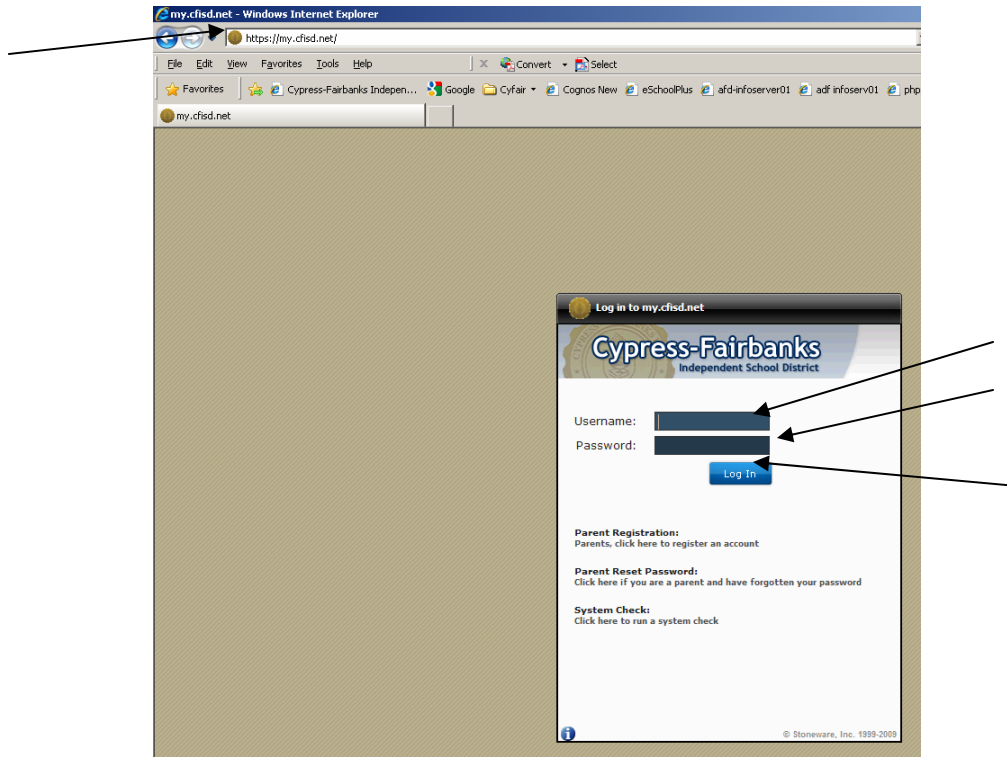 my.cfisd.net - Windows Internet Explorer
https://my.cfisd.net/
File Edit View Favorites Tools Help x Convert Select
Favorites Cypress-Fairbanks Indepen... Google Cyfair Cognos New eSchoolPlus afd-infoserver01 adf infoserv01 php
my.cfisd.net
Log in to my.cfisd.net
Cypress-Fairbanks
Independent School District
Username:
Password:
Log In
Parent Registration:
Parents, click here to register an account
Parent Reset Password:
Click here if you are a parent and have forgotten your password
System Check:
Click here to run a system check
© Stoneware, Inc. 1999-2009